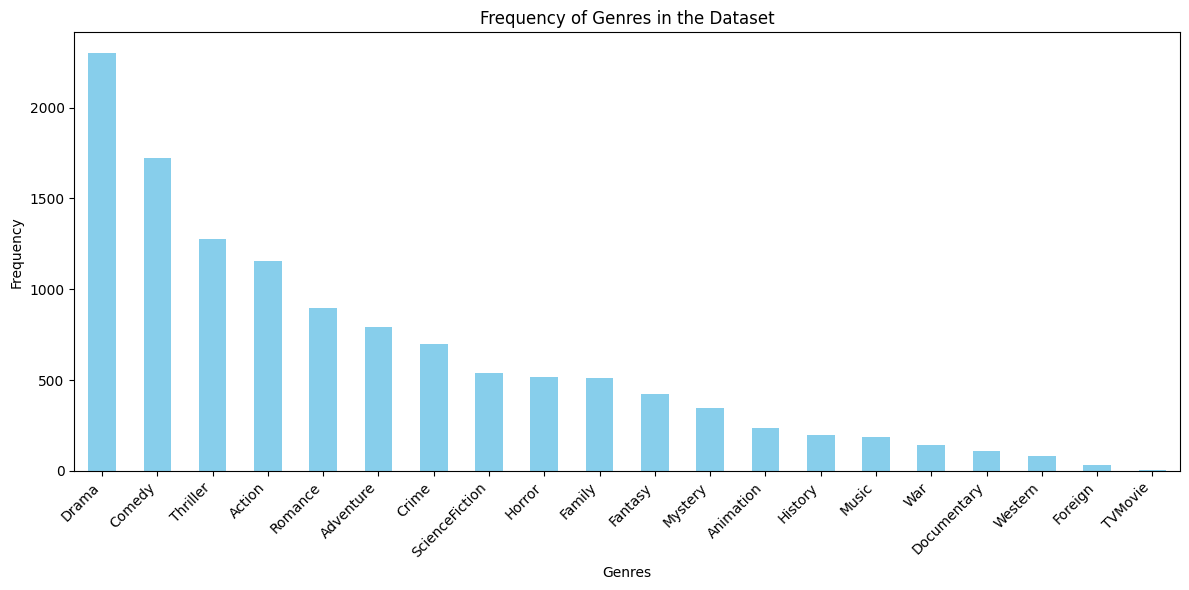 Frequency of Genres in the Dataset
Frequency
2000
1500
1000
500
0
Drama
Comedy
Thriller
Action
Romance
Adventure
Crime
ScienceFiction
Horror
Family
Fantasy
Mystery
Animation
History
Music
War
Documentary
Western
Foreign
TVMovie
Genres